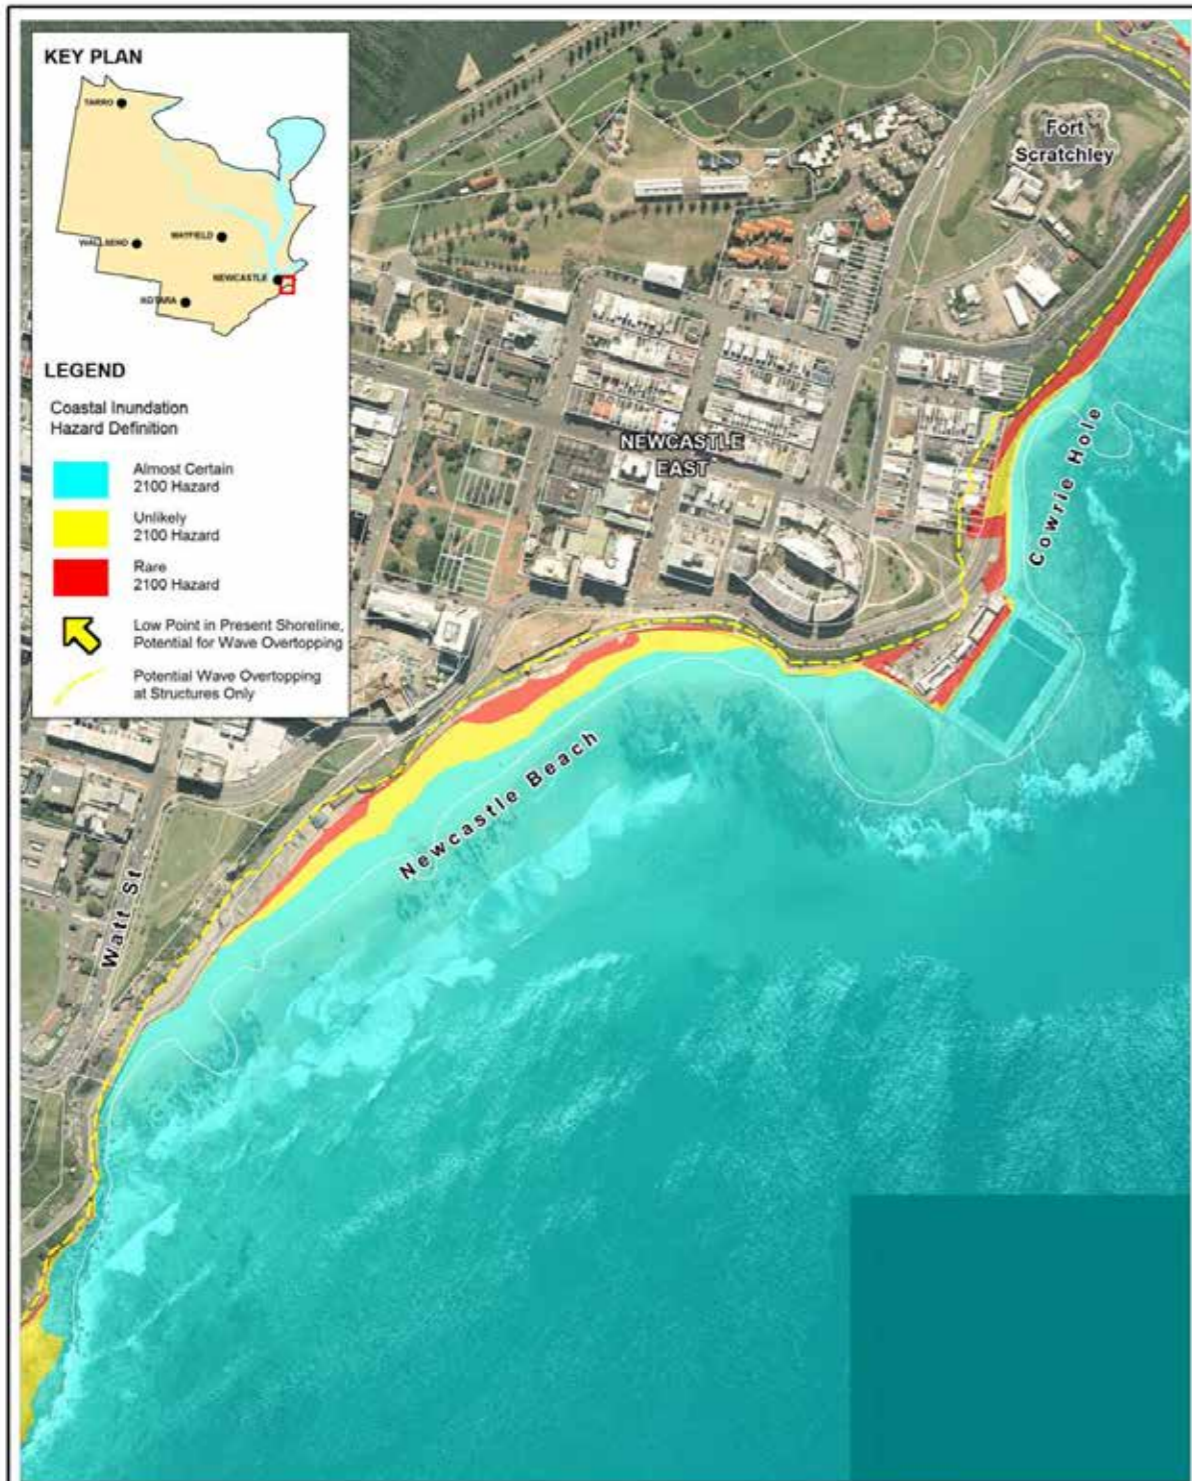 KEY PLAN
TARRO
WALLSEND
MAYFIELD
NEWCASTLE
KOTARA
LEGEND
Coastal Inundation
Hazard Definition
Almost Certain
2100 Hazard
Unlikely
2100 Hazard
Rare
2100 Hazard
Low Point in Present Shoreline,
Potential for Wave Overtopping
Potential Wave Overtopping
at Structures Only
Fort
Scratchley
NEWCASTLE
EAST
Cowrie Hole
Newcastle Beach
Watt St